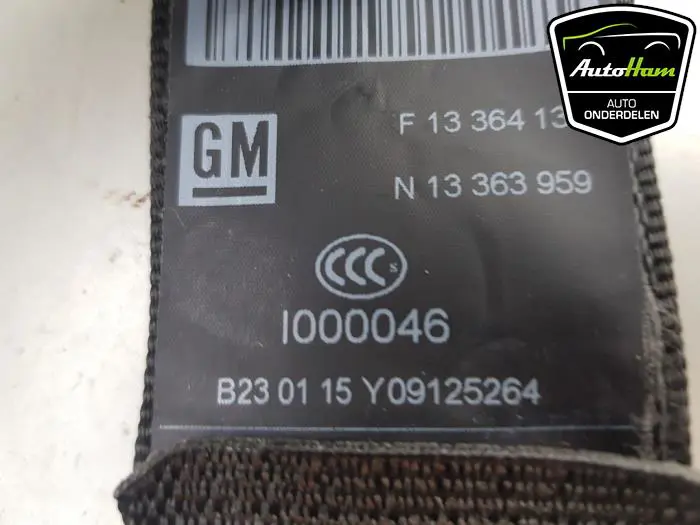 AutoHam
AUTO
ONDERDELEN
GM
F 13 364 13
N 13 363 959
CCC S
I000046
B23 01 15 Y09125264